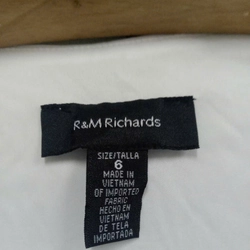 R&M Richards
SIZE/TALLA
6
MADE IN
VIETNAM
OF IMPORTED
FABRIC
HECHO EN
VIETNAM
DE TELA
IMPORTADA